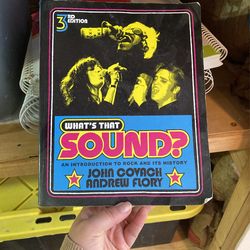 3RD
EDITION
WHAT'S THAT
SOUND?
AN INTRODUCTION TO ROCK AND ITS HISTORY
JOHN COVACH
ANDREW FLORY